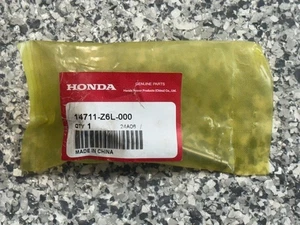 GENUINE PARTS
HONDA
14711-Z6L-000
QTY 1
MADE IN CHINA